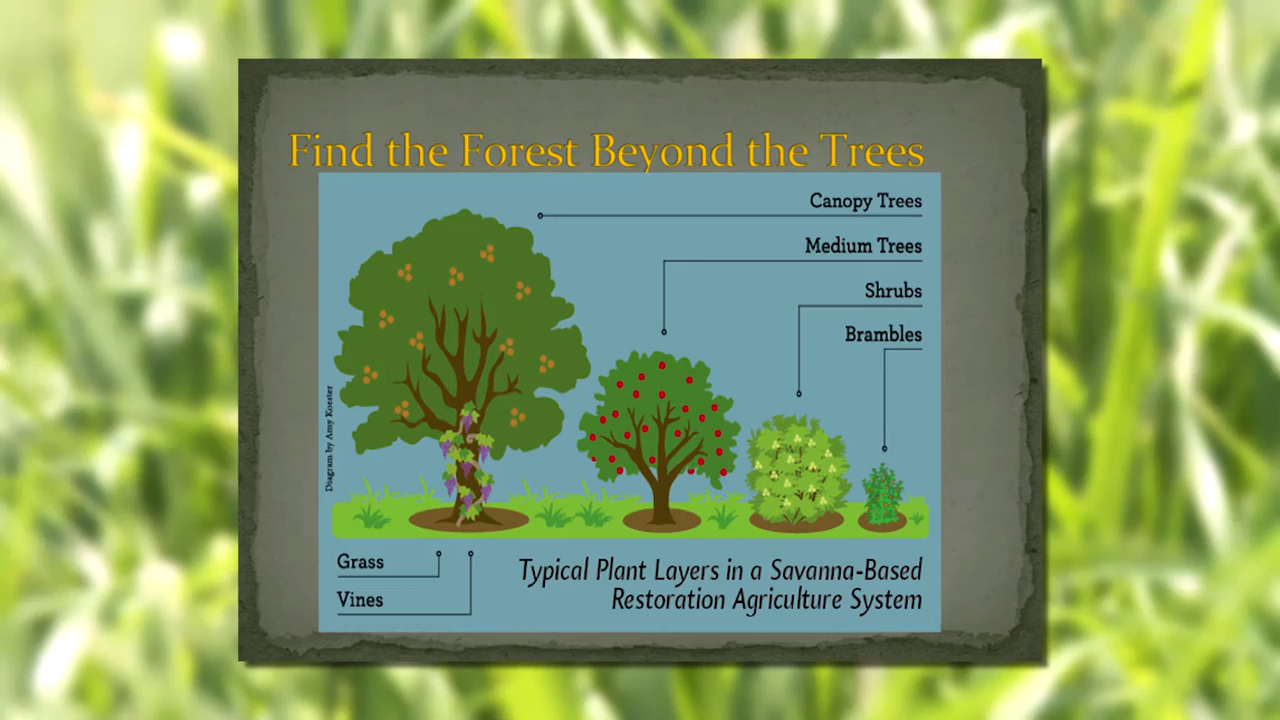 Find the Forest Beyond the Trees
Canopy Trees
Medium Trees
Shrubs
Brambles
Diagram by Amy Koester
Grass
Vines
Typical Plant Layers in a Savanna-Based
Restoration Agriculture System